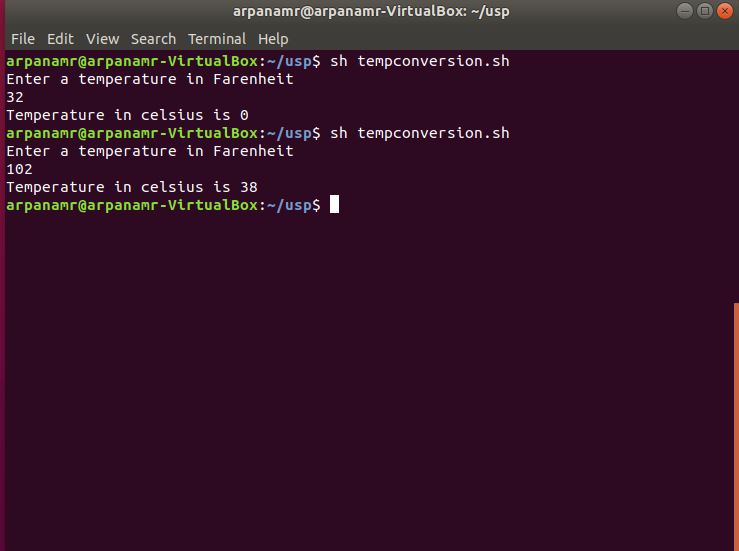 arpanamr@arpanamr-VirtualBox: ~/usp
File Edit View Search Terminal Help
arpanamr@arpanamr-VirtualBox:~/usp$ sh tempconversion.sh
Enter a temperature in Farenheit
32
Temperature in celsius is 0
arpanamr@arpanamr-VirtualBox:~/usp$ sh tempconversion.sh
Enter a temperature in Farenheit
102
Temperature in celsius is 38
arpanamr@arpanamr-VirtualBox:~/usp$